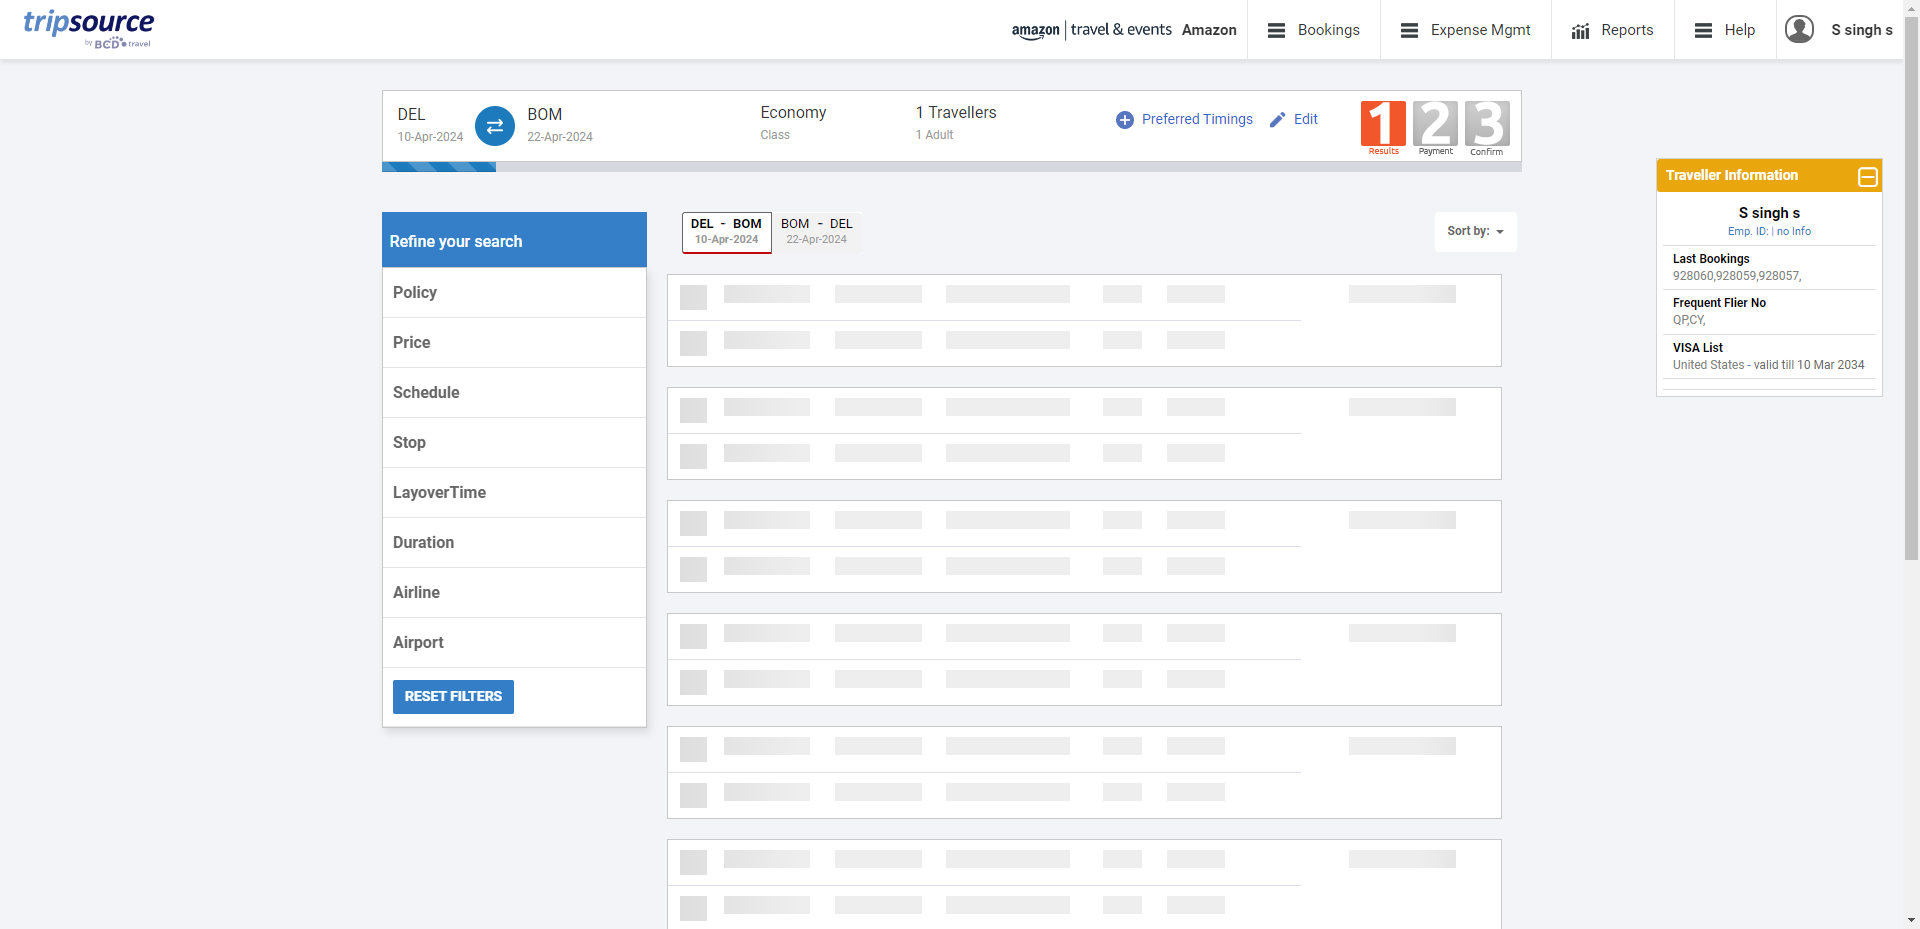 tripsource
by BCD travel
amazon | travel & events Amazon
Bookings
Expense Mgmt
Reports
Help
S singh s
DEL
10-Apr-2024
BOM
22-Apr-2024
Economy
Class
1 Travellers
1 Adult
Preferred Timings
Edit
1
Results
2
Payment
3
Confirm
Traveller Information
S singh s
Emp. ID: | no Info
Last Bookings
928060,928059,928057,
Frequent Flier No
QP,CY,
VISA List
United States - valid till 10 Mar 2034
Refine your search
Policy
Price
Schedule
Stop
LayoverTime
Duration
Airline
Airport
RESET FILTERS
DEL - BOM
10-Apr-2024
BOM - DEL
22-Apr-2024
Sort by: